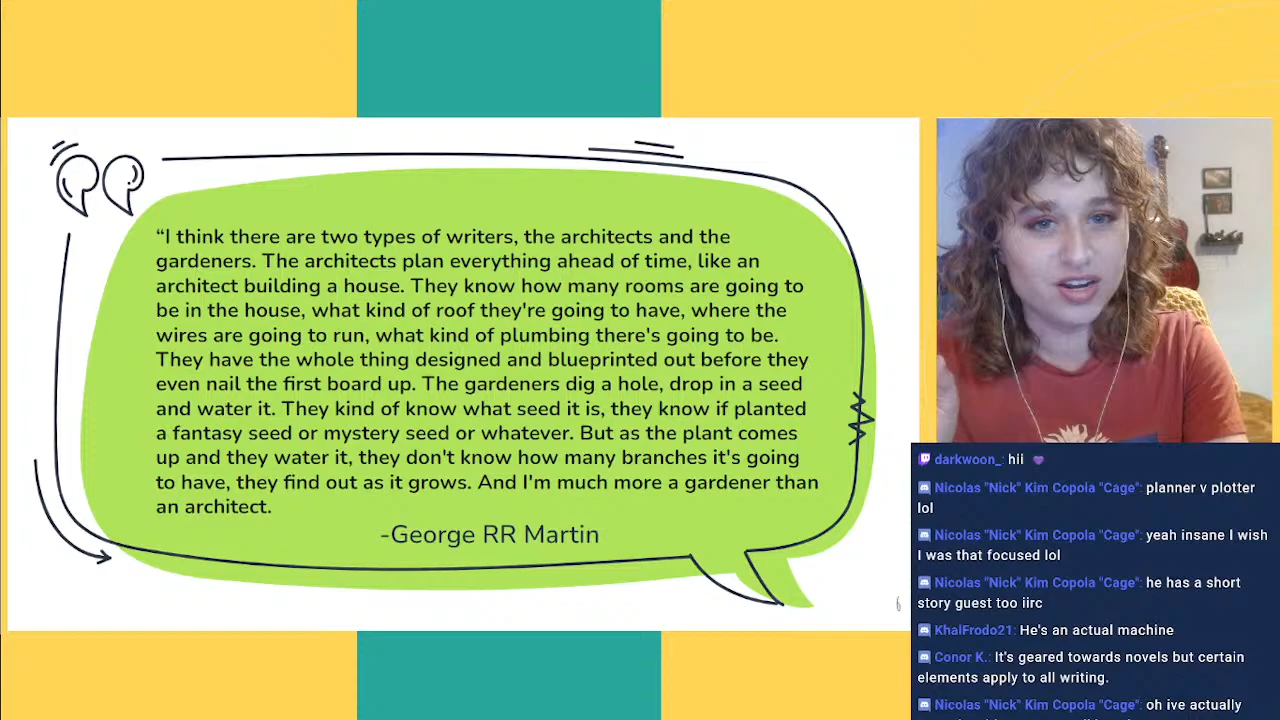 “I think there are two types of writers, the architects and the
gardeners. The architects plan everything ahead of time, like an
architect building a house. They know how many rooms are going to
be in the house, what kind of roof they're going to have, where the
wires are going to run, what kind of plumbing there's going to be.
They have the whole thing designed and blueprinted out before they
even nail the first board up. The gardeners dig a hole, drop in a seed
and water it. They kind of know what seed it is, they know if planted
a fantasy seed or mystery seed or whatever. But as the plant comes
up and they water it, they don't know how many branches it's going
to have, they find out as it grows. And I'm much more a gardener than
an architect.
-George RR Martin
6
darkwoon_: hii
Nicolas "Nick" Kim Copola "Cage": planner v plotter
lol
Nicolas "Nick" Kim Copola "Cage": yeah insane I wish
I was that focused lol
Nicolas "Nick" Kim Copola "Cage": he has a short
story guest too iirc
KhalFrodo21: He's an actual machine
Conor K.: It's geared towards novels but certain
elements apply to all writing.
Nicolas "Nick" Kim Copola "Cage": oh ive actually